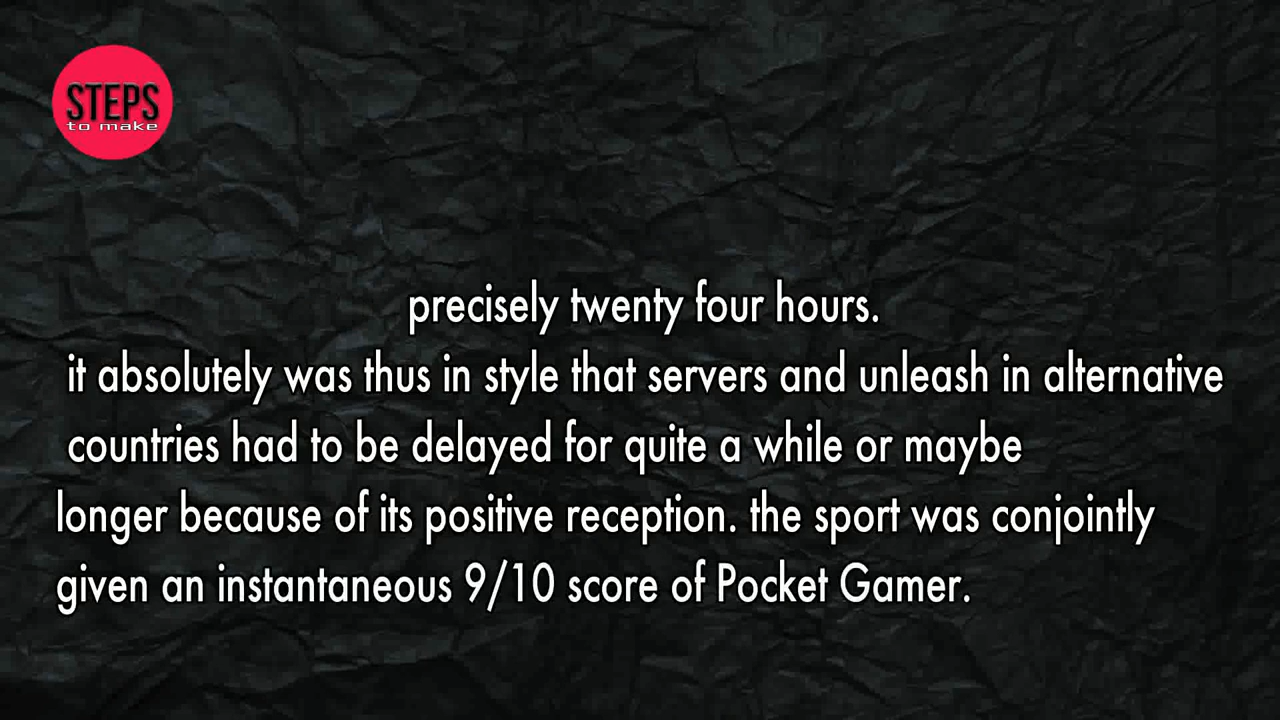 STEPS
to make
precisely twenty four hours.
it absolutely was thus in style that servers and unleash in alternative
countries had to be delayed for quite a while or maybe
longer because of its positive reception. the sport was conjointly
given an instantaneous 9/10 score of Pocket Gamer.